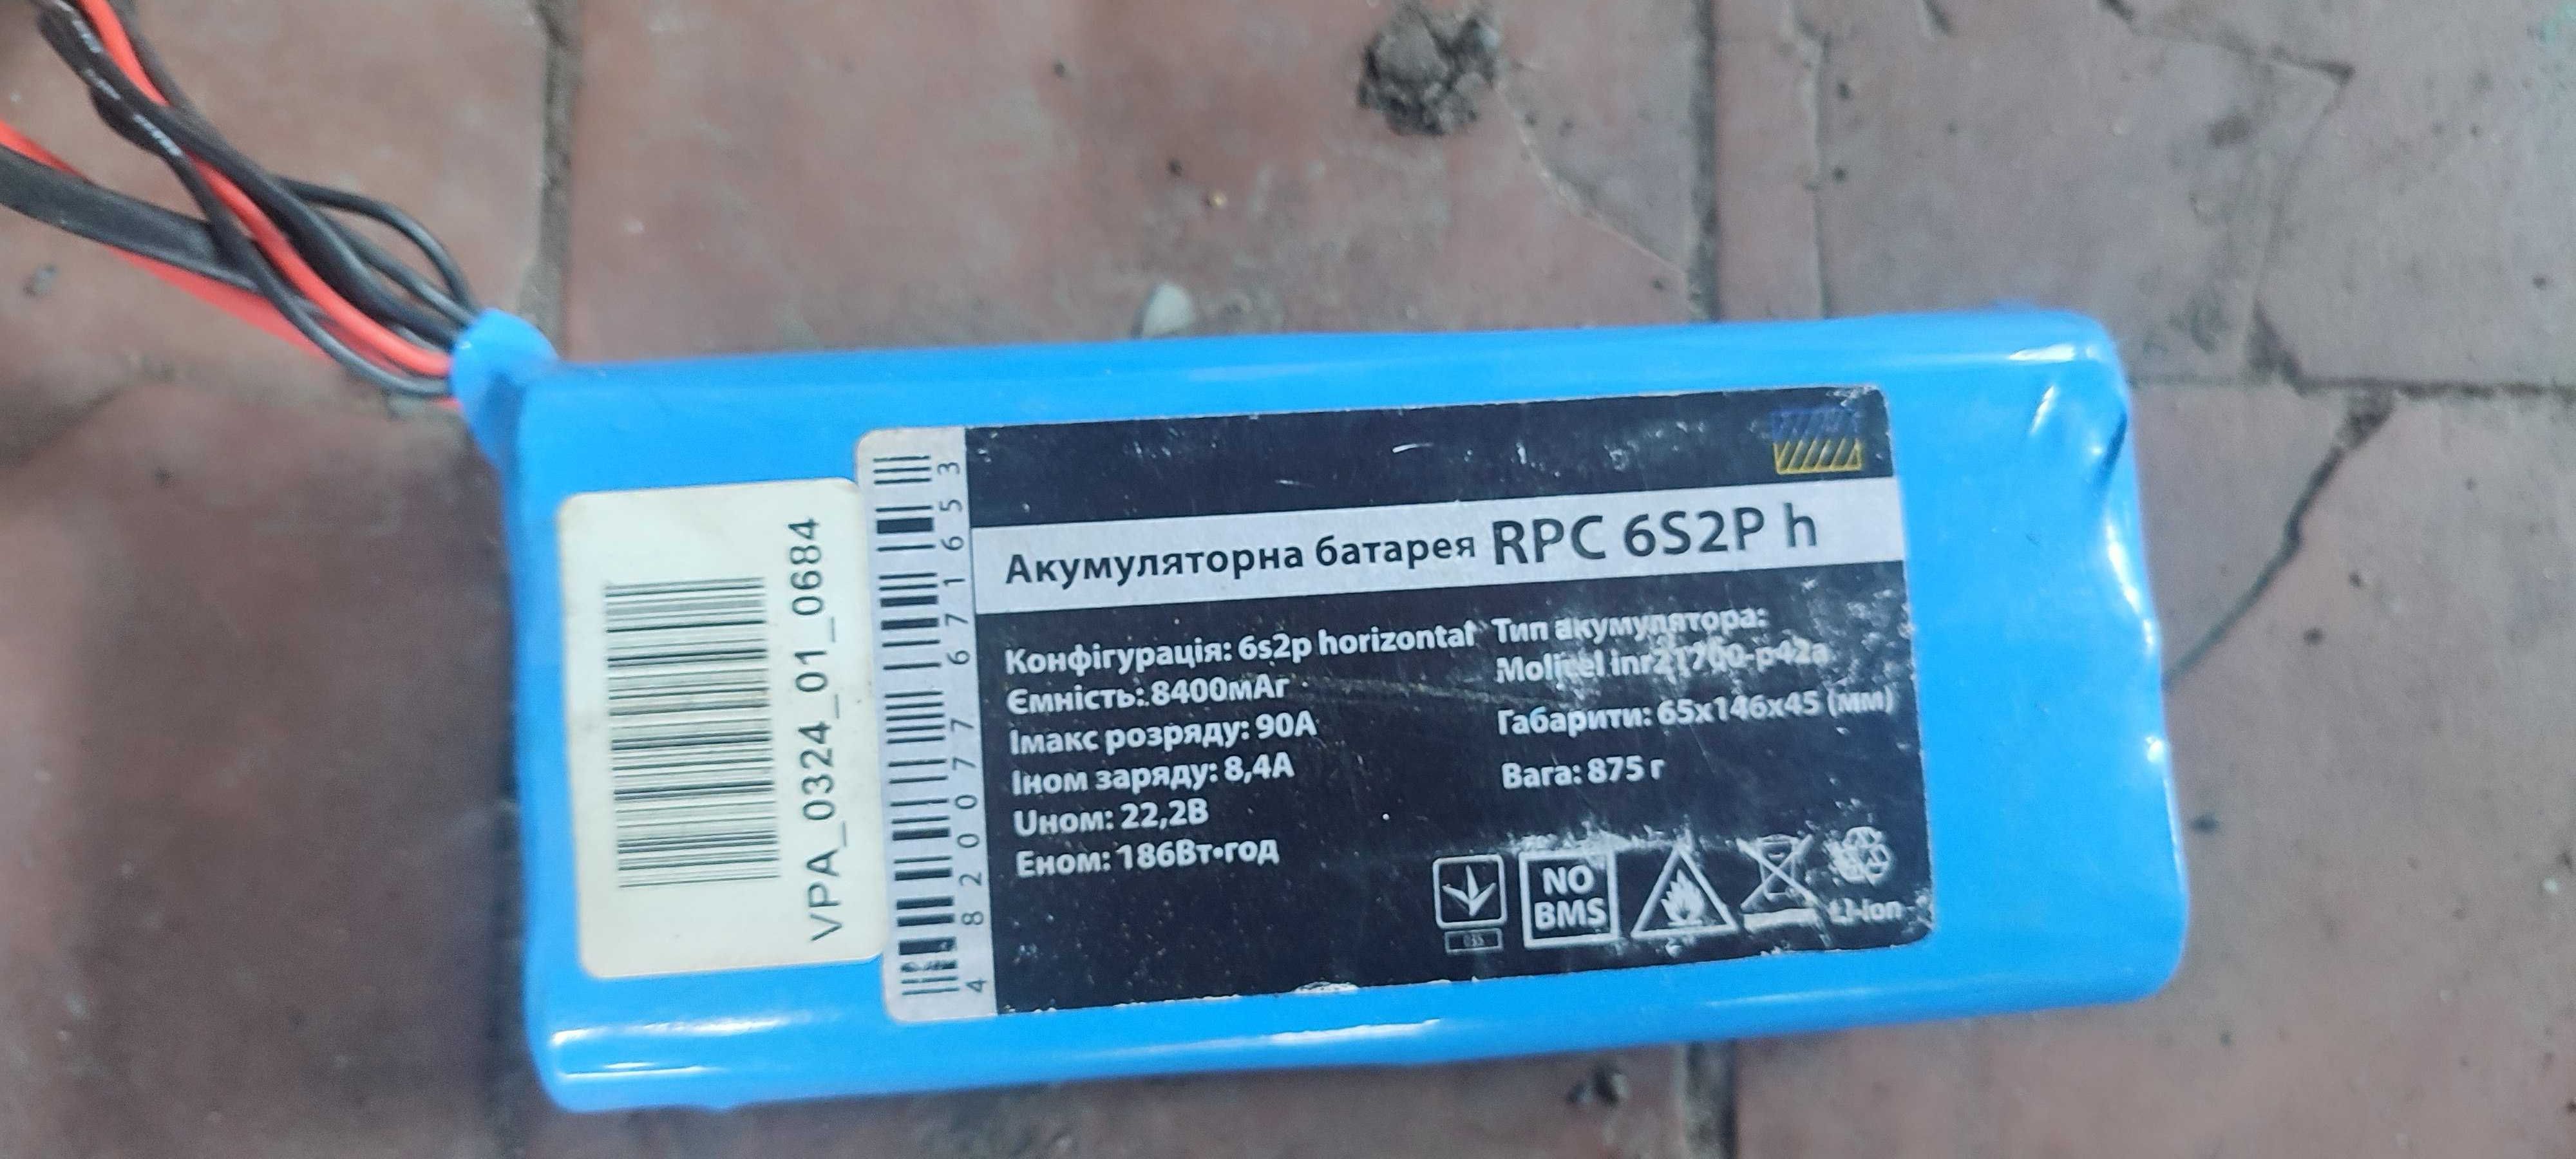 VPA_0324_01_0684
4 820077 671653
Акумуляторна батарея RPC 6S2P h
Конфігурація: 6s2p horizontal
Ємність: 8400мАг
Імакс розряду: 90А
Іном заряду: 8,4А
Uном: 22,2В
Еном: 186Вт•год
Тип акумулятора:
Molicel inr21700-p42a
Габарити: 65х146х45 (мм)
Вага: 875 г
NO
BMS
Li-Ion